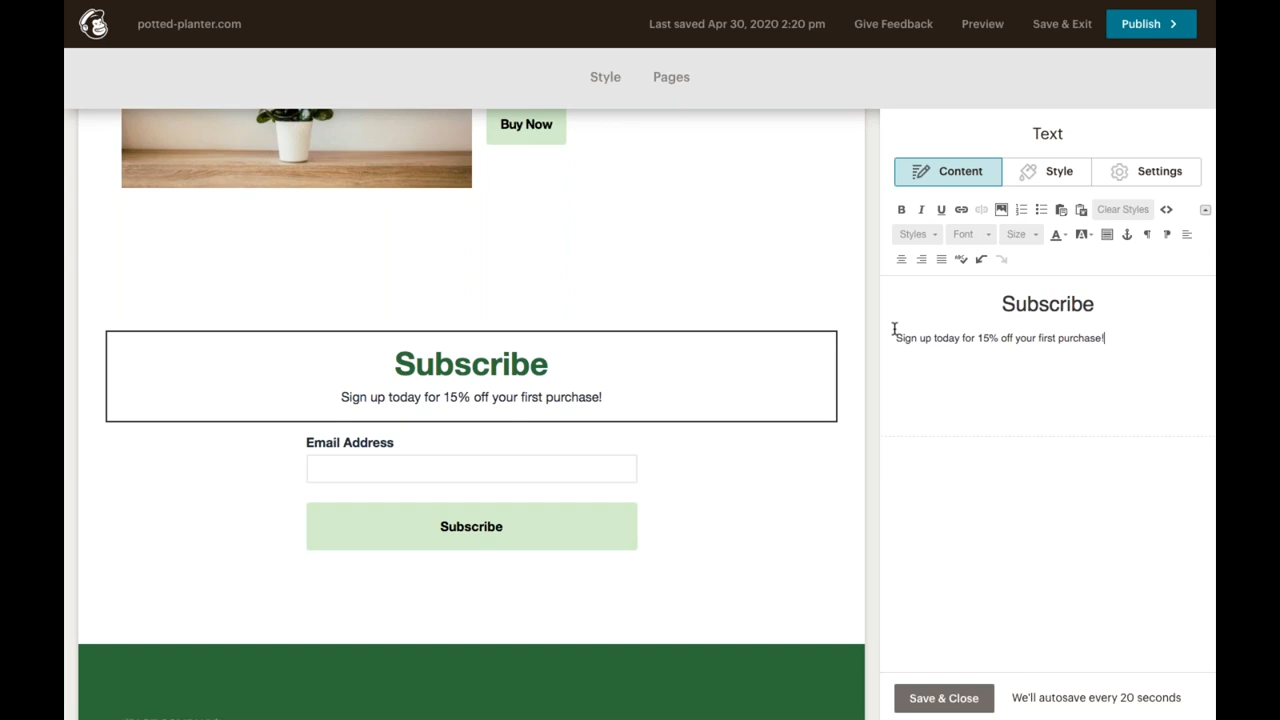 potted-planter.com
Last saved Apr 30, 2020 2:20 pm
Give Feedback
Preview
Save & Exit
Publish
Style
Pages
Buy Now
Subscribe
Sign up today for 15% off your first purchase!
Email Address
Subscribe
Text
Content
Style
Settings
B I U
Clear Styles
Styles
Font
Size
A A
Subscribe
Sign up today for 15% off your first purchase!
Save & Close
We'll autosave every 20 seconds